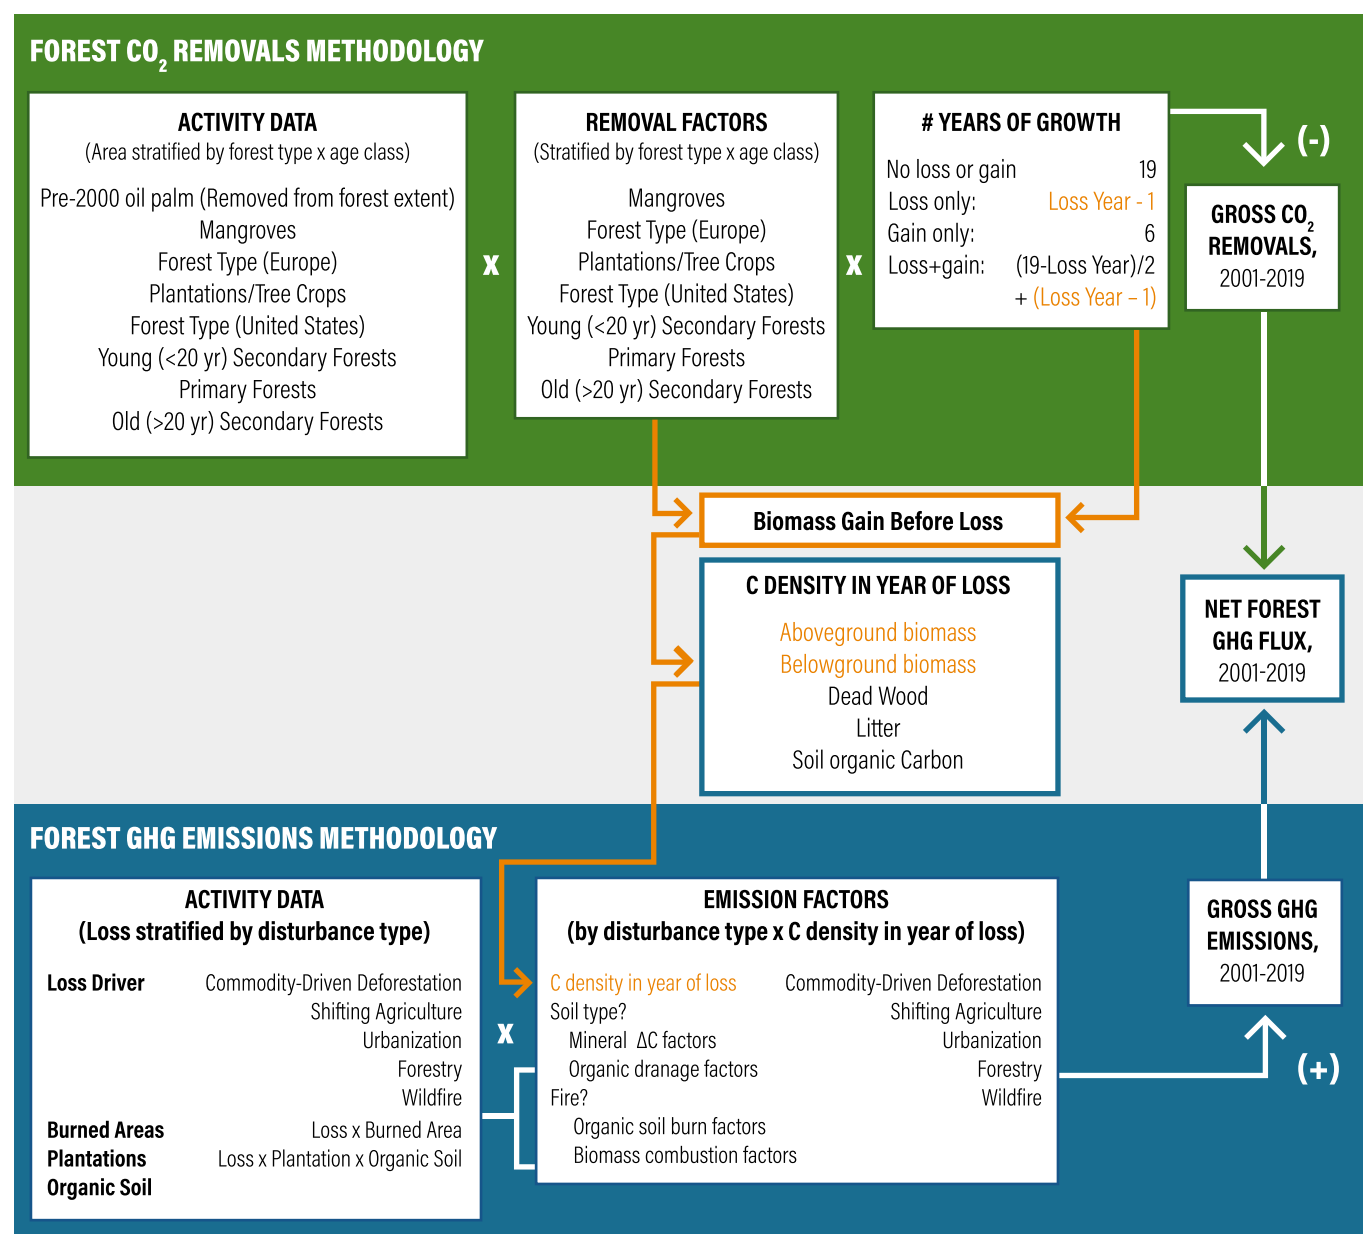 FOREST CO2 REMOVALS METHODOLOGY
ACTIVITY DATA
(Area stratified by forest type x age class)
Pre-2000 oil palm (Removed from forest extent)
Mangroves
Forest Type (Europe)
Plantations/Tree Crops
Forest Type (United States)
Young (<20 yr) Secondary Forests
Primary Forests
Old (>20 yr) Secondary Forests
x
REMOVAL FACTORS
(Stratified by forest type x age class)
Mangroves
Forest Type (Europe)
Plantations/Tree Crops
Forest Type (United States)
Young (<20 yr) Secondary Forests
Primary Forests
Old (>20 yr) Secondary Forests
x
# YEARS OF GROWTH
No loss or gain 19
Loss only: Loss Year - 1
Gain only: 6
Loss+gain: (19-Loss Year)/2
+ (Loss Year – 1)
(-)
GROSS CO2
REMOVALS,
2001-2019
Biomass Gain Before Loss
C DENSITY IN YEAR OF LOSS
Aboveground biomass
Belowground biomass
Dead Wood
Litter
Soil organic Carbon
NET FOREST
GHG FLUX,
2001-2019
FOREST GHG EMISSIONS METHODOLOGY
ACTIVITY DATA
(Loss stratified by disturbance type)
Loss Driver Commodity-Driven Deforestation
Shifting Agriculture
Urbanization
Forestry
Wildfire
Burned Areas Loss x Burned Area
Plantations Loss x Plantation x Organic Soil
Organic Soil
x
EMISSION FACTORS
(by disturbance type x C density in year of loss)
C density in year of loss Commodity-Driven Deforestation
Soil type? Shifting Agriculture
Mineral ΔC factors Urbanization
Organic dranage factors Forestry
Fire? Wildfire
Organic soil burn factors
Biomass combustion factors
GROSS GHG
EMISSIONS,
2001-2019
(+)